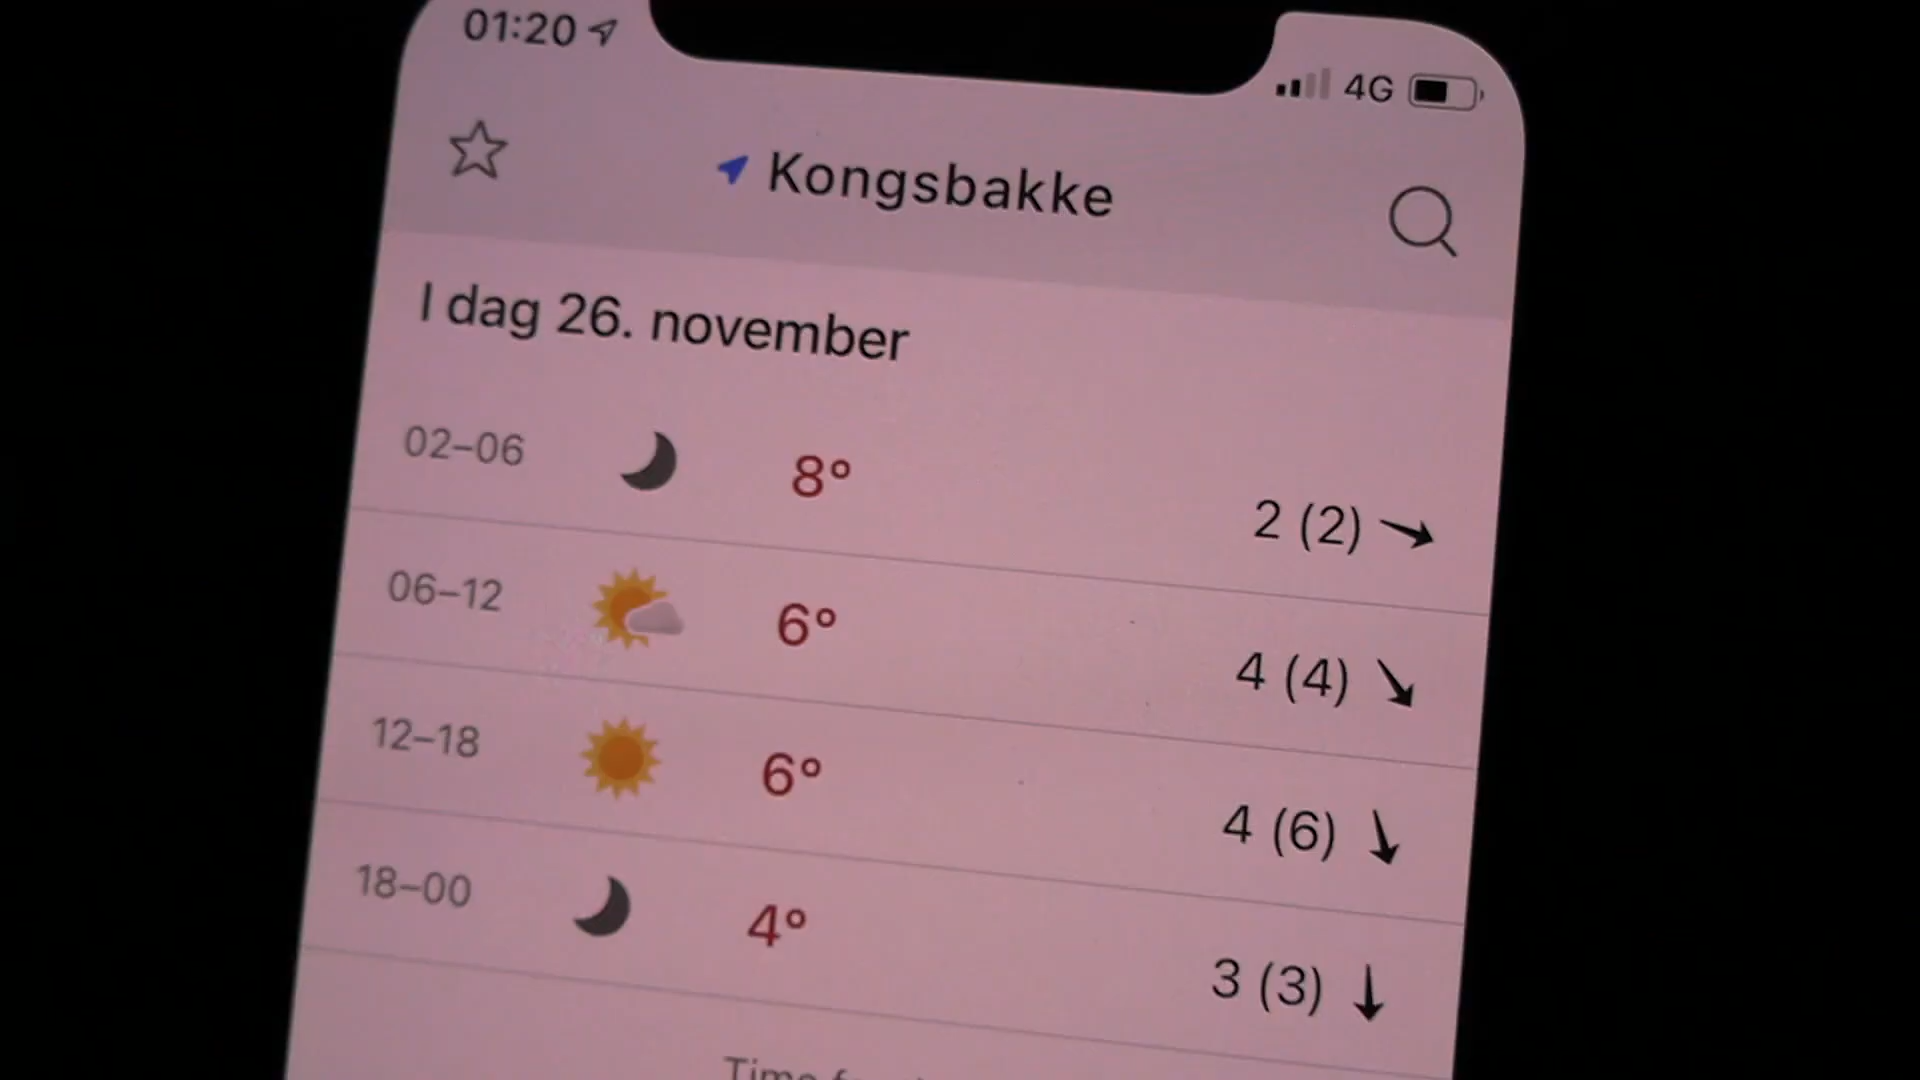 01:20 4G
Kongsbakke
I dag 26. november
02–06 8° 2 (2)
06–12 6° 4 (4)
12–18 6° 4 (6)
18–00 4° 3 (3)
Time